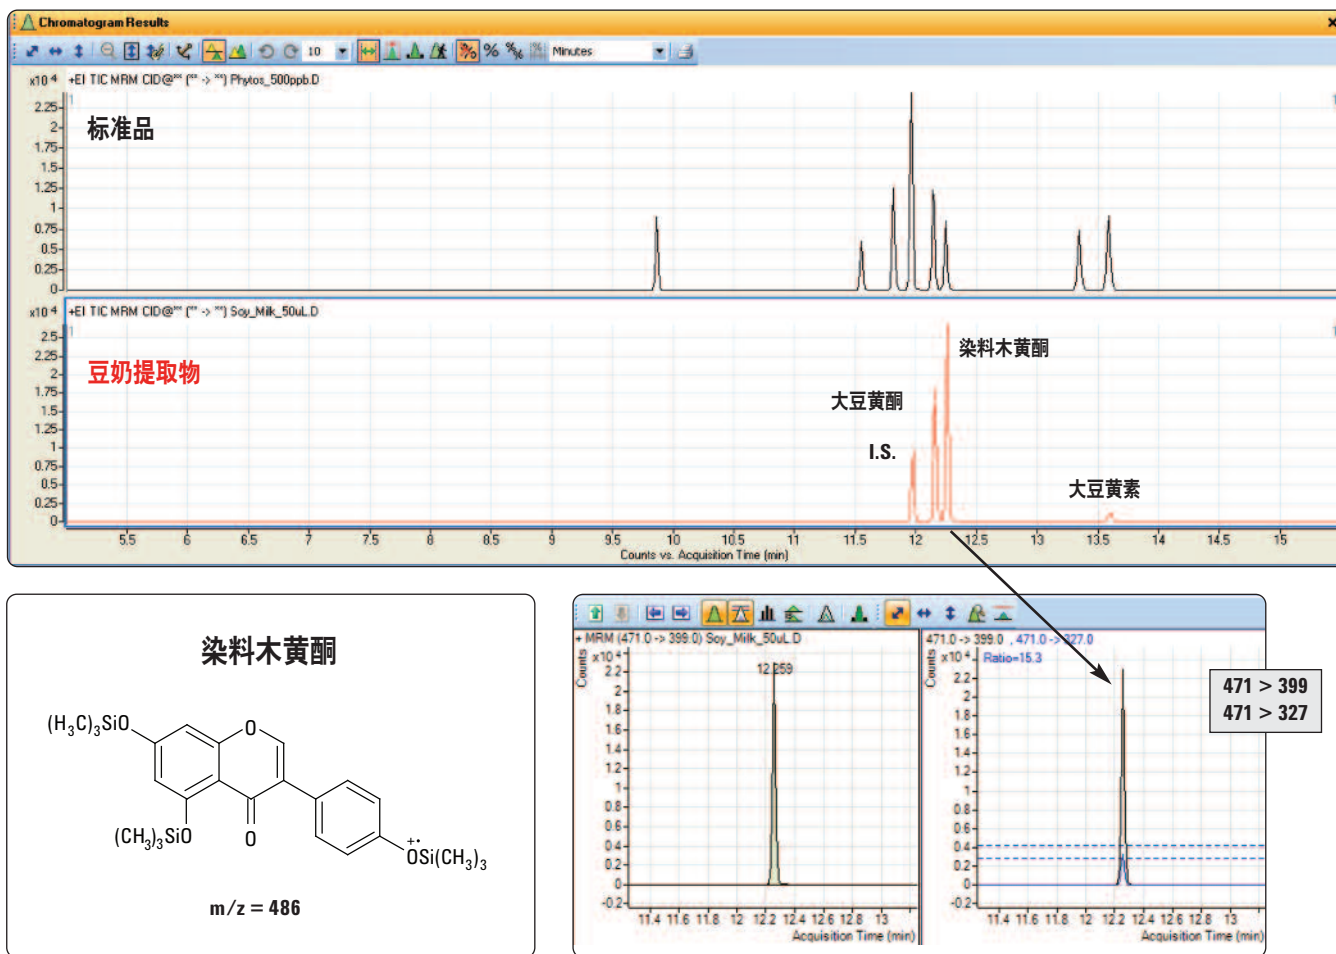 Chromatogram Results
10
Minutes
x10 4 +EI TIC MRM CID@** (** -> **) Phytos_500ppb.D
1
标准品
2.25
2
1.75
1.5
1.25
1
0.75
0.5
0.25
0
x10 4 +EI TIC MRM CID@** (** -> **) Soy_Milk_50uL.D
1
豆奶提取物
2.5
2.25
2
1.75
1.5
1.25
1
0.75
0.5
0.25
0
染料木黄酮
大豆黄酮
I.S.
大豆黄素
5.5 6 6.5 7 7.5 8 8.5 9 9.5 10 10.5 11 11.5 12 12.5 13 13.5 14 14.5 15
Counts vs. Acquisition Time (min)
染料木黄酮
(H₃C)₃SiO
O
(CH₃)₃SiO
O
+•
OSi(CH₃)₃
m/z = 486
+ MRM (471.0 -> 399.0) Soy_Milk_50uL.D
Counts
x10 4
12.259
2.2
2
1.8
1.6
1.4
1.2
1
0.8
0.6
0.4
0.2
0
-0.2
11.4 11.6 11.8 12 12.2 12.4 12.6 12.8 13
Acquisition Time (min)
471.0 -> 399.0 , 471.0 -> 327.0
Counts
x10 4
Ratio=15.3
2.2
2
1.8
1.6
1.4
1.2
1
0.8
0.6
0.4
0.2
0
-0.2
11.4 11.6 11.8 12 12.2 12.4 12.6 12.8 13
Acquisition Time (min)
471 > 399
471 > 327